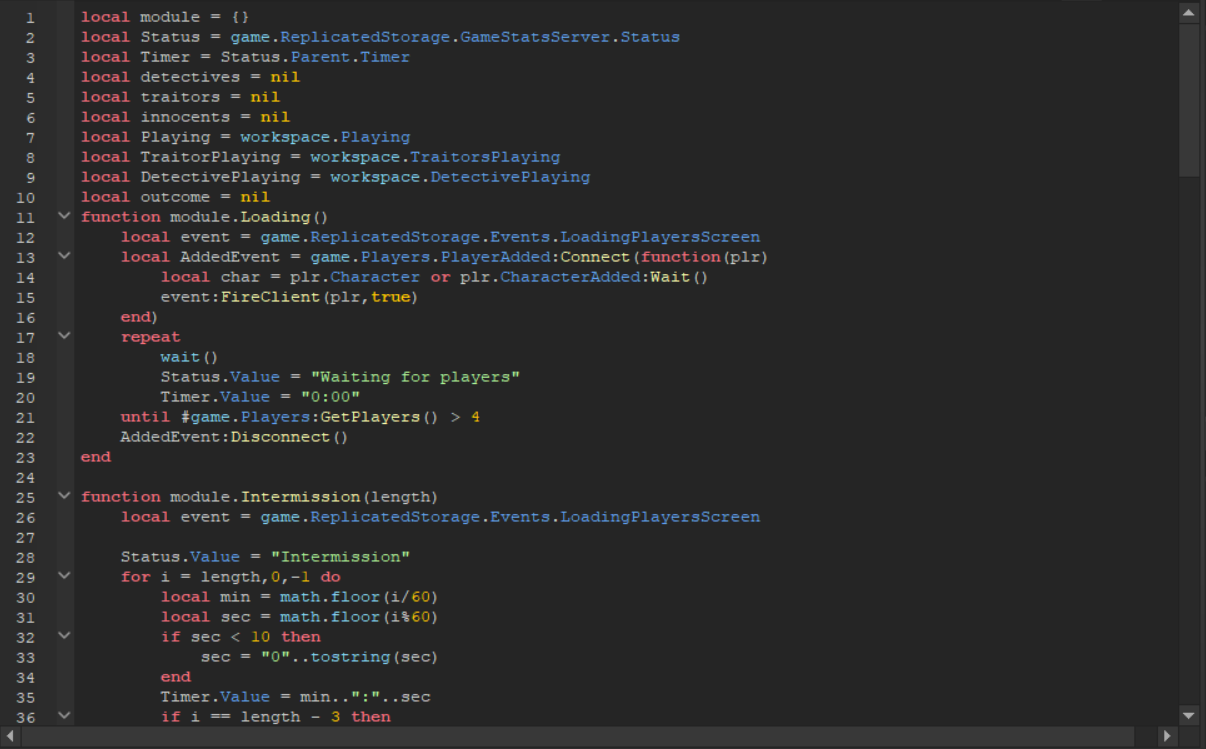 1 local module = {}
2 local Status = game.ReplicatedStorage.GameStatsServer.Status
3 local Timer = Status.Parent.Timer
4 local detectives = nil
5 local traitors = nil
6 local innocents = nil
7 local Playing = workspace.Playing
8 local TraitorPlaying = workspace.TraitorsPlaying
9 local DetectivePlaying = workspace.DetectivePlaying
10 local outcome = nil
11 function module.Loading()
12     local event = game.ReplicatedStorage.Events.LoadingPlayersScreen
13     local AddedEvent = game.Players.PlayerAdded:Connect(function(plr)
14         local char = plr.Character or plr.CharacterAdded:Wait()
15         event:FireClient(plr,true)
16     end)
17     repeat
18         wait()
19         Status.Value = "Waiting for players"
20         Timer.Value = "0:00"
21     until #game.Players:GetPlayers() > 4
22     AddedEvent:Disconnect()
23 end
24
25 function module.Intermission(length)
26     local event = game.ReplicatedStorage.Events.LoadingPlayersScreen
27
28     Status.Value = "Intermission"
29     for i = length,0,-1 do
30         local min = math.floor(i/60)
31         local sec = math.floor(i%60)
32         if sec < 10 then
33             sec = "0"..tostring(sec)
34         end
35         Timer.Value = min..":"..sec
36         if i == length - 3 then